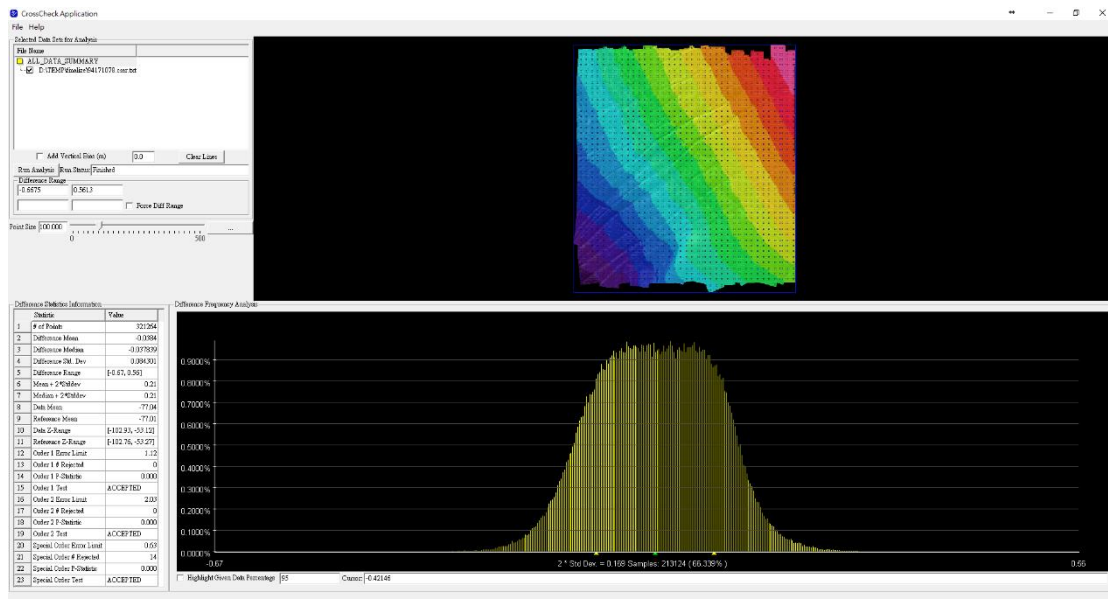 CrossCheck Application
File Help
Selected Data Sets for Analysis
File Name
ALL_DATA_SUMMARY
Add Vertical Bias (m) 0.0 Clear Lines
Run Analysis Run Status: Finished
Difference Range
-0.6675 0.5613
Force Diff Range
Point Size 100.000 ...
0 500
Difference Statistics Information
Statistic Value
1 # of Points 321264
2 Difference Mean -0.0384
3 Difference Median -0.037839
4 Difference Std. Dev 0.084301
5 Difference Range [-0.67, 0.56]
6 Mean + 2*Stddev 0.21
7 Median + 2*Stddev 0.21
8 Data Mean -77.04
9 Reference Mean -77.01
10 Data Z-Range [-102.93, -53.12]
11 Reference Z-Range [-102.76, -53.27]
12 Order 1 Error Limit 1.12
13 Order 1 # Rejected 0
14 Order 1 P-Statistic 0.000
15 Order 1 Test ACCEPTED
16 Order 2 Error Limit 2.03
17 Order 2 # Rejected 0
18 Order 2 P-Statistic 0.000
19 Order 2 Test ACCEPTED
20 Special Order Error Limit 0.63
21 Special Order # Rejected 14
22 Special Order P-Statistic 0.000
23 Special Order Test ACCEPTED
Difference Frequency Analysis
0.9000%
0.8000%
0.7000%
0.6000%
0.5000%
0.4000%
0.3000%
0.2000%
0.1000%
0.0000%
-0.67 2 * Std Dev. = 0.169 Samples: 213124 ( 66.339% ) 0.56
Highlight Given Data Percentage: 95 Cursor: -0.42146